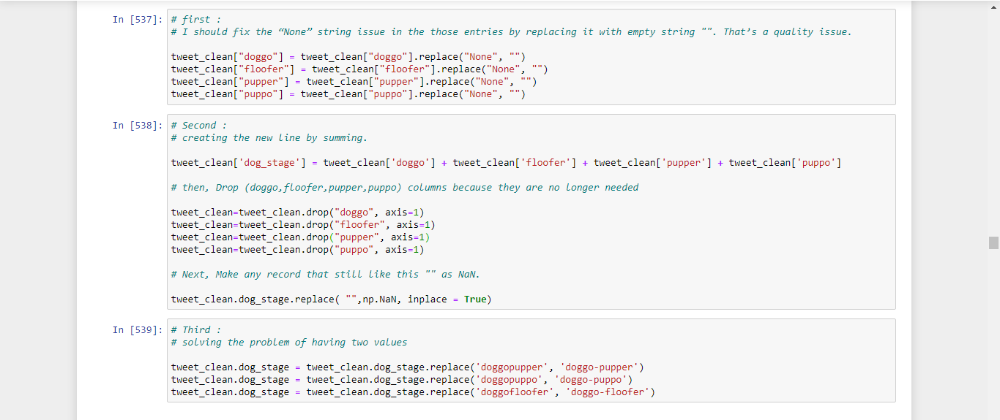 In [537]: # first :
# I should fix the “None” string issue in the those entries by replacing it with empty string "". That’s a quality issue.
tweet_clean["doggo"] = tweet_clean["doggo"].replace("None", "")
tweet_clean["floofer"] = tweet_clean["floofer"].replace("None", "")
tweet_clean["pupper"] = tweet_clean["pupper"].replace("None", "")
tweet_clean["puppo"] = tweet_clean["puppo"].replace("None", "")
In [538]: # Second :
# creating the new line by summing.
tweet_clean['dog_stage'] = tweet_clean['doggo'] + tweet_clean['floofer'] + tweet_clean['pupper'] + tweet_clean['puppo']
# then, Drop (doggo,floofer,pupper,puppo) columns because they are no longer needed
tweet_clean=tweet_clean.drop("doggo", axis=1)
tweet_clean=tweet_clean.drop("floofer", axis=1)
tweet_clean=tweet_clean.drop("pupper", axis=1)
tweet_clean=tweet_clean.drop("puppo", axis=1)
# Next, Make any record that still like this "" as NaN.
tweet_clean.dog_stage.replace( "",np.NaN, inplace = True)
In [539]: # Third :
# solving the problem of having two values
tweet_clean.dog_stage = tweet_clean.dog_stage.replace('doggopupper', 'doggo-pupper')
tweet_clean.dog_stage = tweet_clean.dog_stage.replace('doggopuppo', 'doggo-puppo')
tweet_clean.dog_stage = tweet_clean.dog_stage.replace('doggofloofer', 'doggo-floofer')